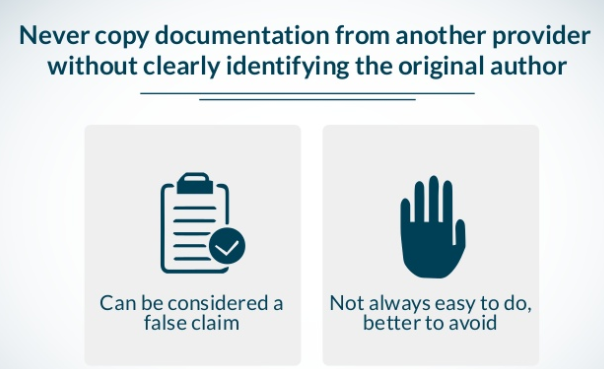 Never copy documentation from another provider
without clearly identifying the original author
Can be considered a
false claim
Not always easy to do,
better to avoid